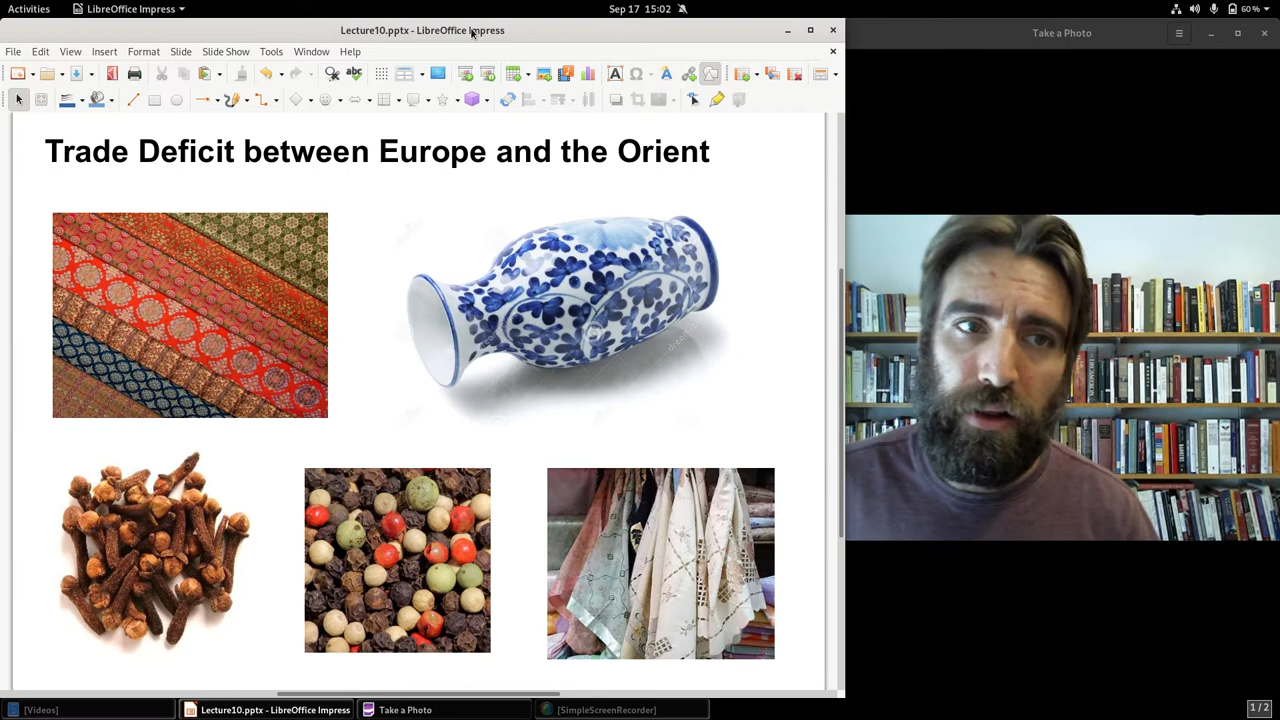 Activities
LibreOffice Impress
Sep 17 15:02
60%
Lecture10.pptx - LibreOffice Impress
Take a Photo
File Edit View Insert Format Slide Slide Show Tools Window Help
abc
Trade Deficit between Europe and the Orient
[Videos]
Lecture10.pptx - LibreOffice Impress
Take a Photo
[SimpleScreenRecorder]
1/2